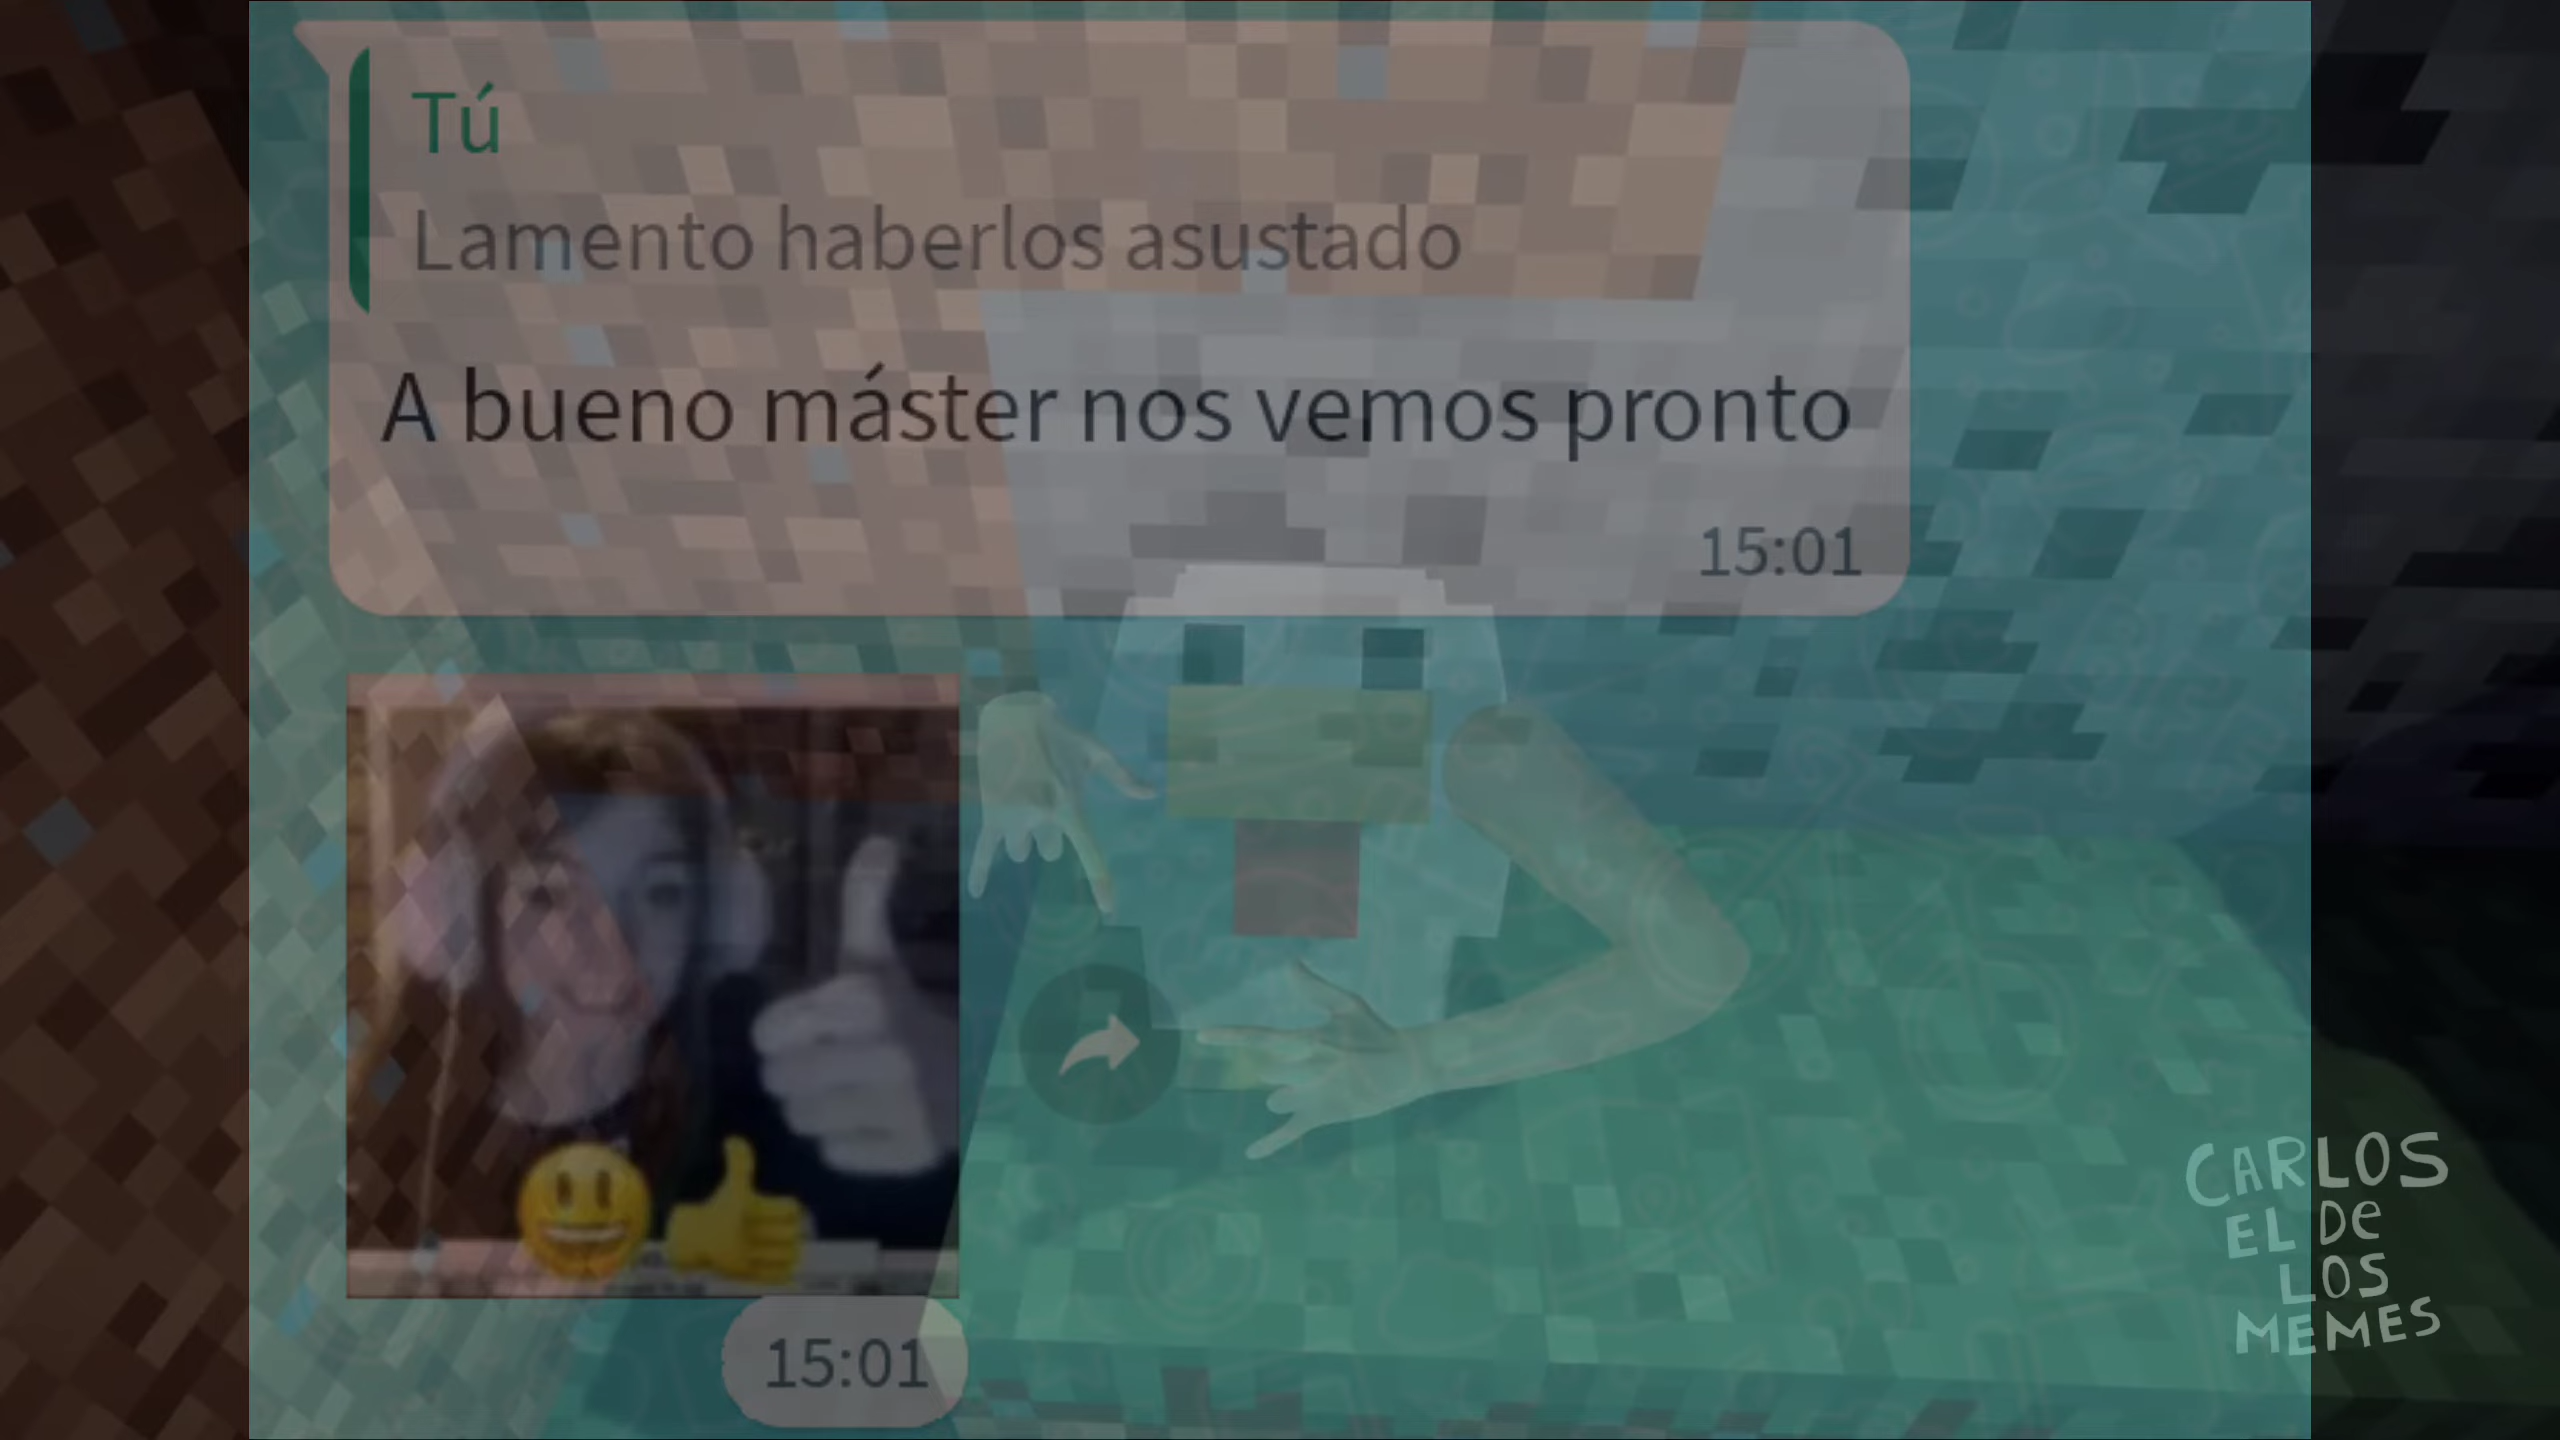 Tú
Lamento haberlos asustado
A bueno máster nos vemos pronto
15:01
15:01
CARLOS
EL De
LOS
MEMES